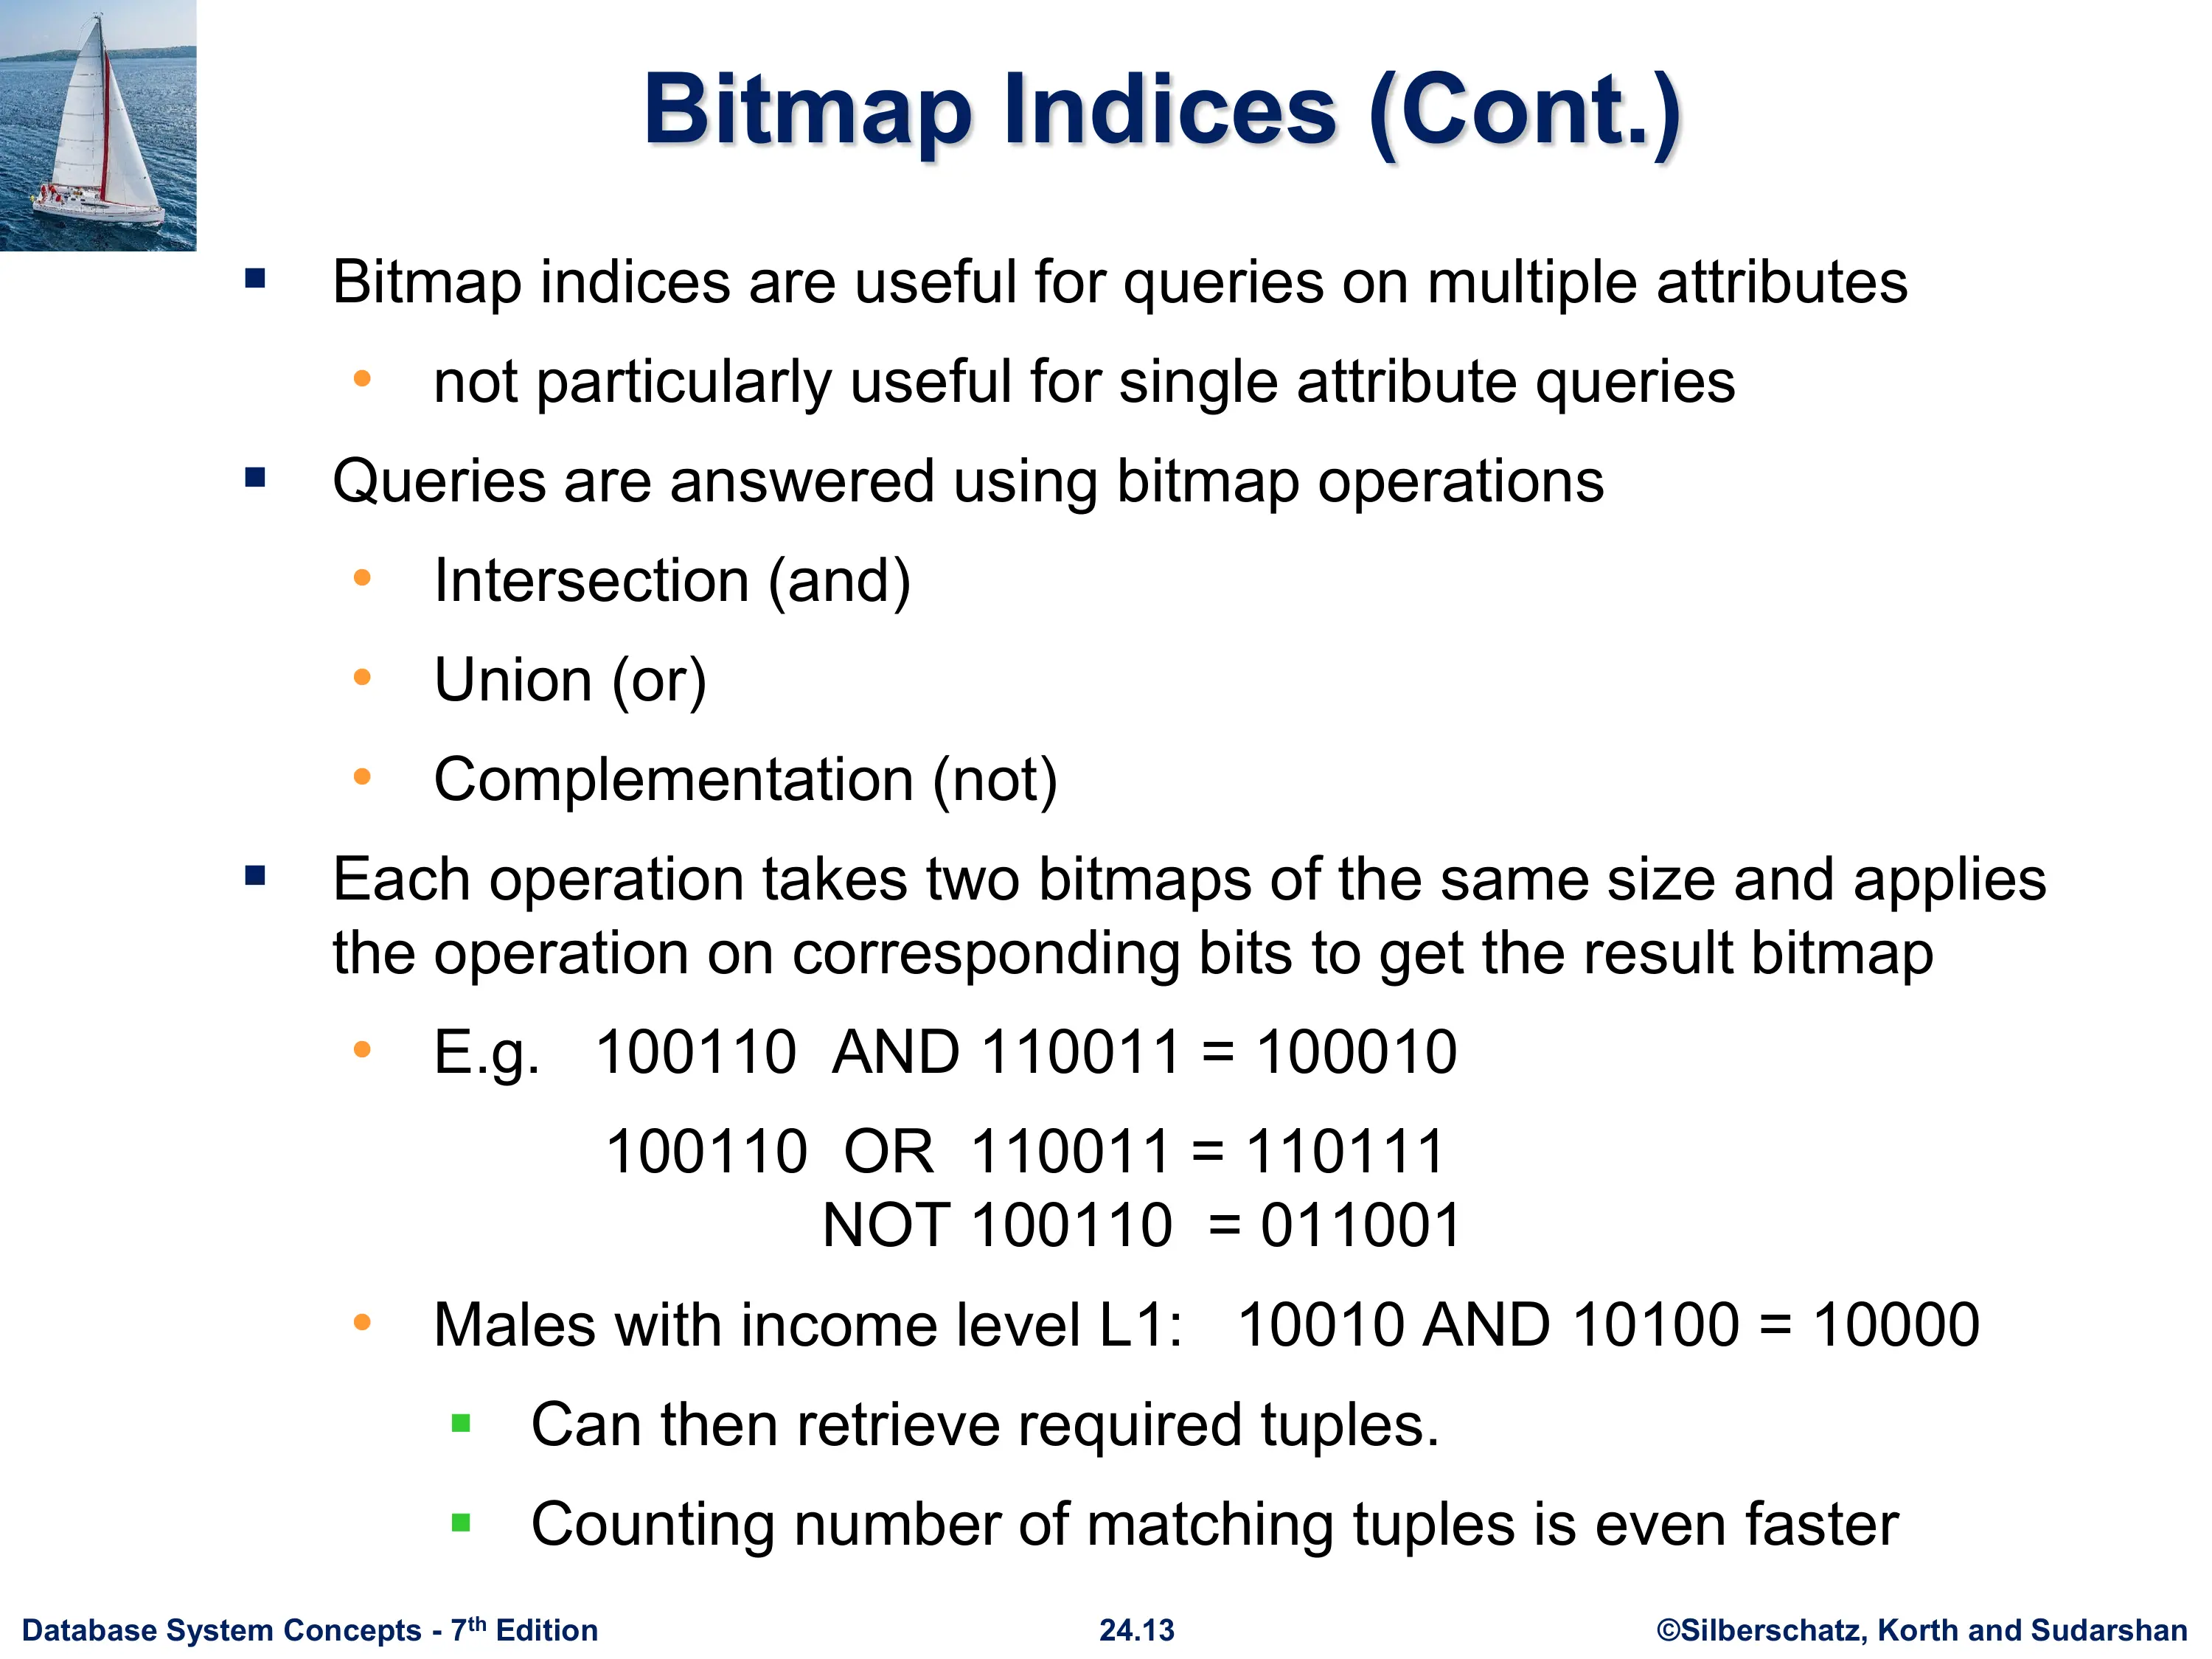 Bitmap Indices (Cont.)
▪ Bitmap indices are useful for queries on multiple attributes
• not particularly useful for single attribute queries
▪ Queries are answered using bitmap operations
• Intersection (and)
• Union (or)
• Complementation (not)
▪ Each operation takes two bitmaps of the same size and applies
the operation on corresponding bits to get the result bitmap
• E.g. 100110 AND 110011 = 100010
100110 OR 110011 = 110111
NOT 100110 = 011001
• Males with income level L1: 10010 AND 10100 = 10000
▪ Can then retrieve required tuples.
▪ Counting number of matching tuples is even faster
Database System Concepts - 7th Edition 24.13 ©Silberschatz, Korth and Sudarshan